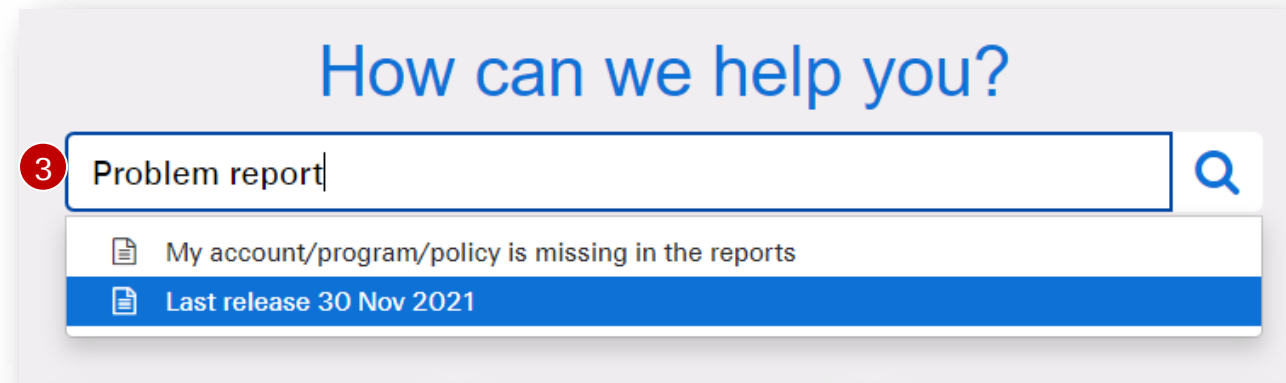 How can we help you?
3
Problem report
My account/program/policy is missing in the reports
Last release 30 Nov 2021